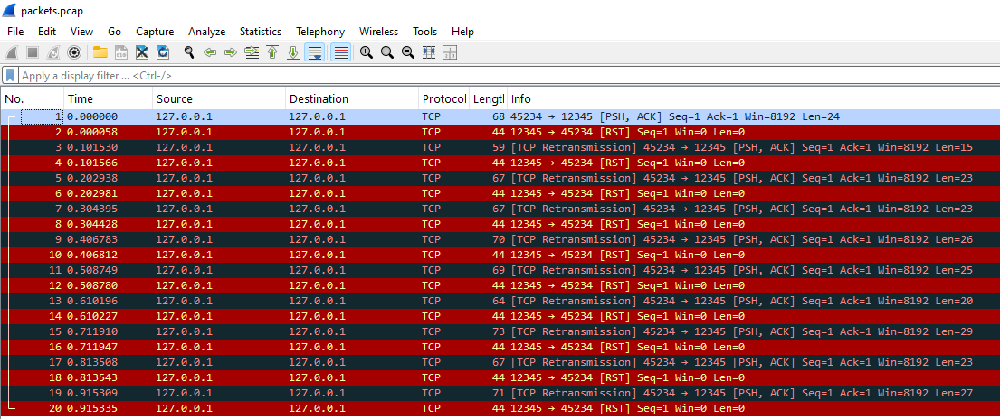 packets.pcap
File Edit View Go Capture Analyze Statistics Telephony Wireless Tools Help
Apply a display filter ... <Ctrl-/>
No. Time Source Destination Protocol Lengtl Info
1 0.000000 127.0.0.1 127.0.0.1 TCP 68 45234 → 12345 [PSH, ACK] Seq=1 Ack=1 Win=8192 Len=24
2 0.000058 127.0.0.1 127.0.0.1 TCP 44 12345 → 45234 [RST] Seq=1 Win=0 Len=0
3 0.101530 127.0.0.1 127.0.0.1 TCP 59 [TCP Retransmission] 45234 → 12345 [PSH, ACK] Seq=1 Ack=1 Win=8192 Len=15
4 0.101566 127.0.0.1 127.0.0.1 TCP 44 12345 → 45234 [RST] Seq=1 Win=0 Len=0
5 0.202938 127.0.0.1 127.0.0.1 TCP 67 [TCP Retransmission] 45234 → 12345 [PSH, ACK] Seq=1 Ack=1 Win=8192 Len=23
6 0.202981 127.0.0.1 127.0.0.1 TCP 44 12345 → 45234 [RST] Seq=1 Win=0 Len=0
7 0.304395 127.0.0.1 127.0.0.1 TCP 67 [TCP Retransmission] 45234 → 12345 [PSH, ACK] Seq=1 Ack=1 Win=8192 Len=23
8 0.304428 127.0.0.1 127.0.0.1 TCP 44 12345 → 45234 [RST] Seq=1 Win=0 Len=0
9 0.406783 127.0.0.1 127.0.0.1 TCP 70 [TCP Retransmission] 45234 → 12345 [PSH, ACK] Seq=1 Ack=1 Win=8192 Len=26
10 0.406812 127.0.0.1 127.0.0.1 TCP 44 12345 → 45234 [RST] Seq=1 Win=0 Len=0
11 0.508749 127.0.0.1 127.0.0.1 TCP 69 [TCP Retransmission] 45234 → 12345 [PSH, ACK] Seq=1 Ack=1 Win=8192 Len=25
12 0.508780 127.0.0.1 127.0.0.1 TCP 44 12345 → 45234 [RST] Seq=1 Win=0 Len=0
13 0.610196 127.0.0.1 127.0.0.1 TCP 64 [TCP Retransmission] 45234 → 12345 [PSH, ACK] Seq=1 Ack=1 Win=8192 Len=20
14 0.610227 127.0.0.1 127.0.0.1 TCP 44 12345 → 45234 [RST] Seq=1 Win=0 Len=0
15 0.711910 127.0.0.1 127.0.0.1 TCP 73 [TCP Retransmission] 45234 → 12345 [PSH, ACK] Seq=1 Ack=1 Win=8192 Len=29
16 0.711947 127.0.0.1 127.0.0.1 TCP 44 12345 → 45234 [RST] Seq=1 Win=0 Len=0
17 0.813508 127.0.0.1 127.0.0.1 TCP 67 [TCP Retransmission] 45234 → 12345 [PSH, ACK] Seq=1 Ack=1 Win=8192 Len=23
18 0.813543 127.0.0.1 127.0.0.1 TCP 44 12345 → 45234 [RST] Seq=1 Win=0 Len=0
19 0.915309 127.0.0.1 127.0.0.1 TCP 71 [TCP Retransmission] 45234 → 12345 [PSH, ACK] Seq=1 Ack=1 Win=8192 Len=27
20 0.915335 127.0.0.1 127.0.0.1 TCP 44 12345 → 45234 [RST] Seq=1 Win=0 Len=0